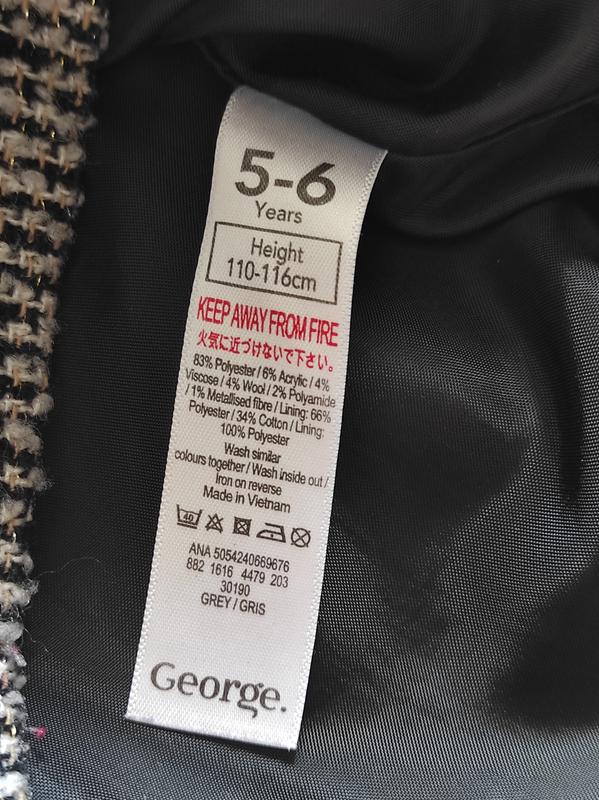 5-6
Years
Height
110-116cm
KEEP AWAY FROM FIRE
火気に近づけないで下さい。
83% Polyester / 6% Acrylic / 4%
Viscose / 4% Wool / 2% Polyamide
/ 1% Metallised fibre / Lining: 66%
Polyester / 34% Cotton / Lining:
100% Polyester
Wash similar
colours together / Wash inside out /
Iron on reverse
Made in Vietnam
40
ANA 5054240669676
882 1616 4479 203
30190
GREY / GRIS
George.